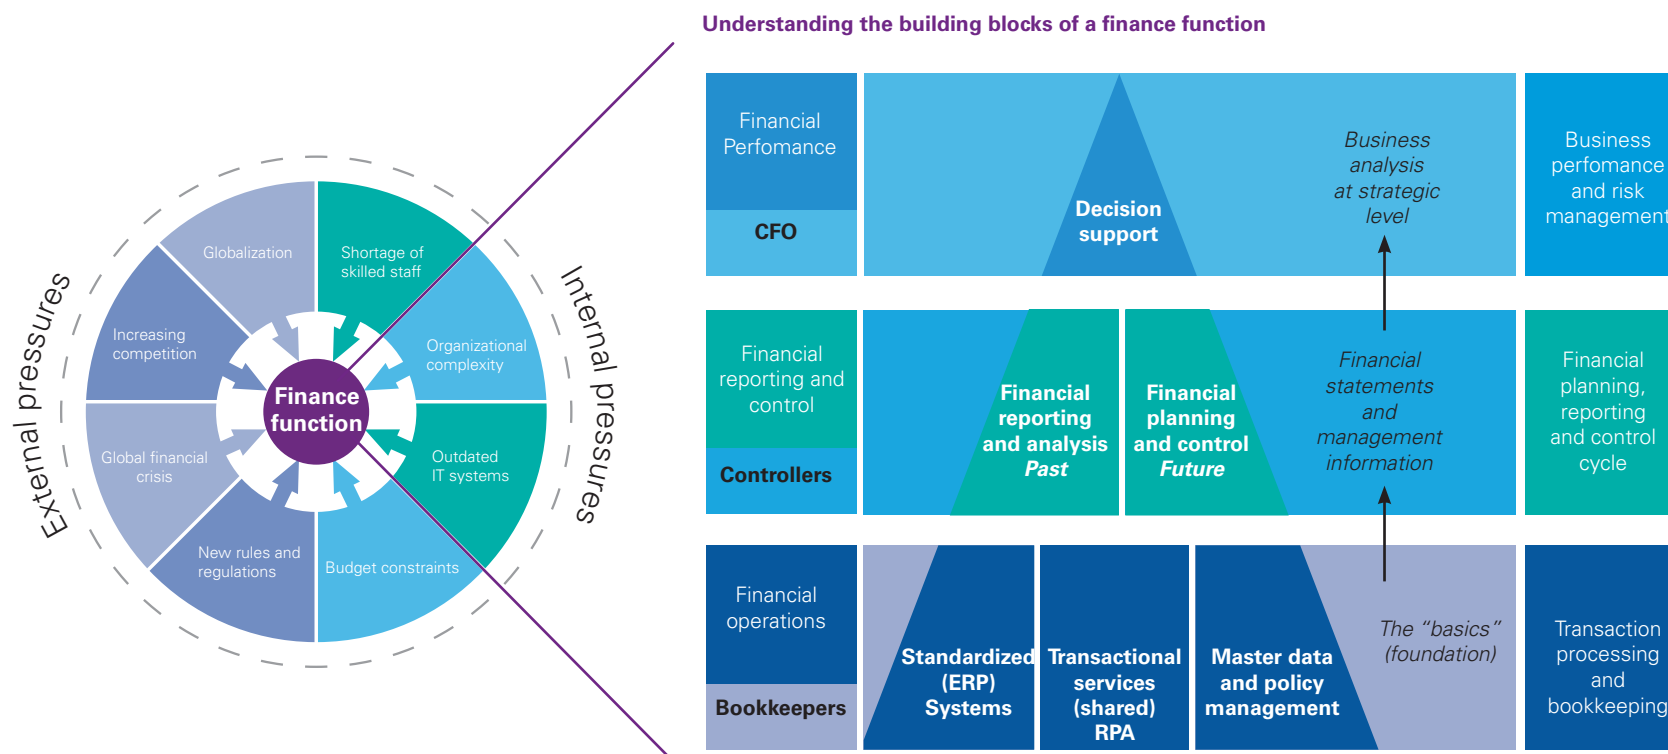 Understanding the building blocks of a finance function
External pressures
Internal pressures
Globalization
Shortage of
skilled staff
Increasing
competition
Organizational
complexity
Finance
function
Global financial
crisis
Outdated
IT systems
New rules and
regulations
Budget constraints
Financial
Perfomance
CFO
Decision
support
Business
analysis
at strategic
level
Business
perfomance
and risk
management
Financial
reporting and
control
Controllers
Financial
reporting
and analysis
Past
Financial
planning
and control
Future
Financial
statements
and
management
information
Financial
planning,
reporting
and control
cycle
Financial
operations
Bookkeepers
Standardized
(ERP)
Systems
Transactional
services
(shared)
RPA
Master data
and policy
management
The “basics”
(foundation)
Transaction
processing
and
bookkeeping